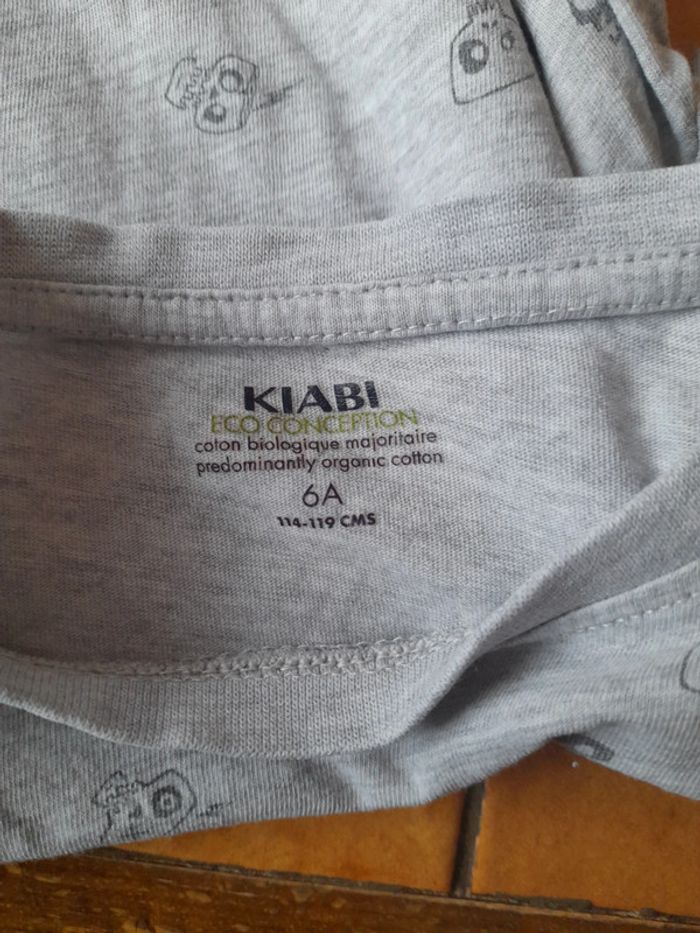 KIABI
ECO CONCEPTION
coton biologique majoritaire
predominantly organic cotton
6A
114-119 CMS